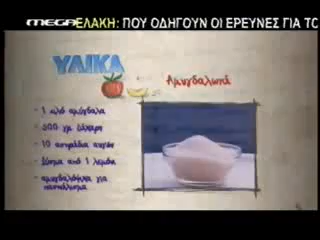 MEGA ΕΛΑΚΗ: ΠΟΥ ΟΔΗΓΟΥΝ ΟΙ ΕΡΕΥΝΕΣ ΓΙΑ ΤΟ
ΥΛΙΚΑ
Αμυγδαλωτά
- 1 κιλό αμύγδαλα
- 500 γρ ζάχαρη
- 10 ασπράδια αυγών
- ξύσμα από 1 λεμόνι
- αμυγδαλόψιχα για
πασπάλισμα